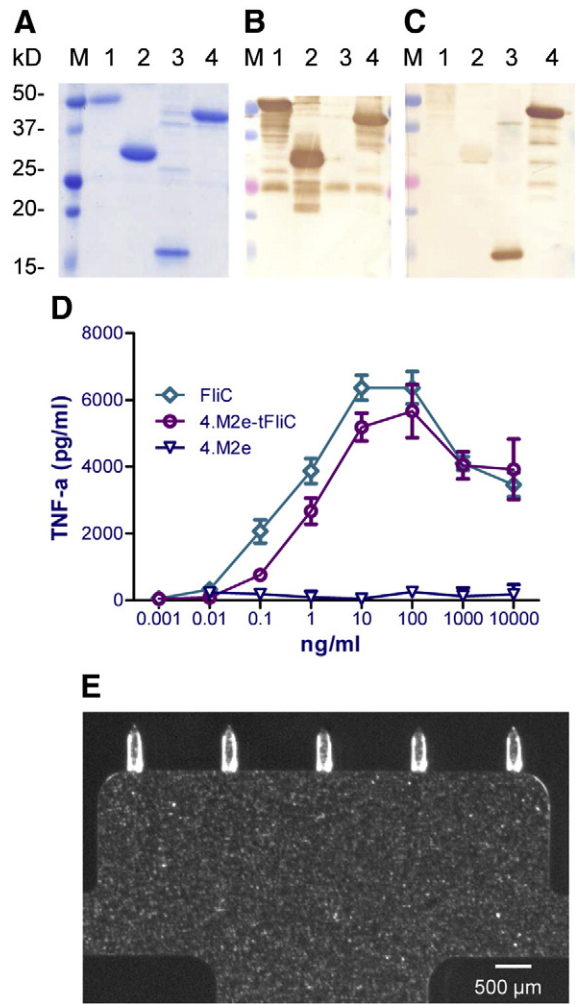 A
B
C
kD M 1 2 3 4
M 1 2 3 4
M 1 2 3 4
50-
37-
25-
20-
15-
D
8000
6000
4000
2000
0
TNF-a (pg/ml)
FliC
4.M2e-tFliC
4.M2e
0.001 0.01 0.1 1 10 100 1000 10000
ng/ml
E
500 µm